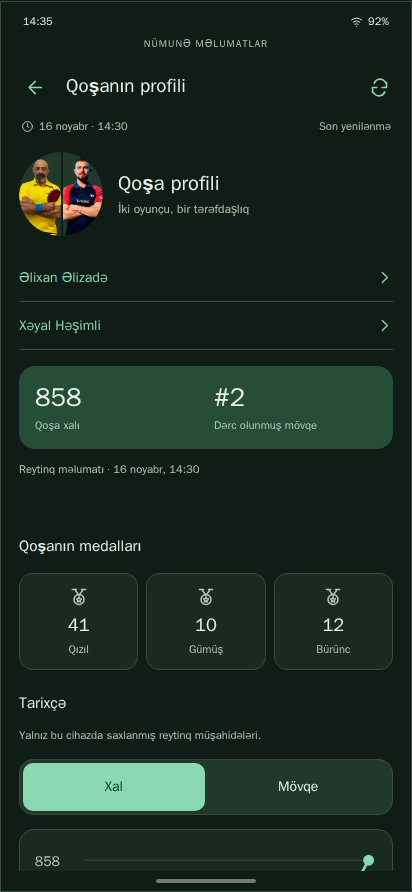 14:35
92%
NÜMUNƏ MƏLUMATLAR
Qoşanın profili
16 noyabr · 14:30
Son yenilənmə
Qoşa profili
İki oyunçu, bir tərəfdaşlıq
Əlixan Əlizadə
Xəyal Həşimli
858
#2
Qoşa xalı
Dərc olunmuş mövqe
Reytinq məlumatı · 16 noyabr, 14:30
Qoşanın medalları
41
10
12
Qızıl
Gümüş
Bürünc
Tarixçə
Yalnız bu cihazda saxlanmış reytinq müşahidələri.
Xal
Mövqe
858